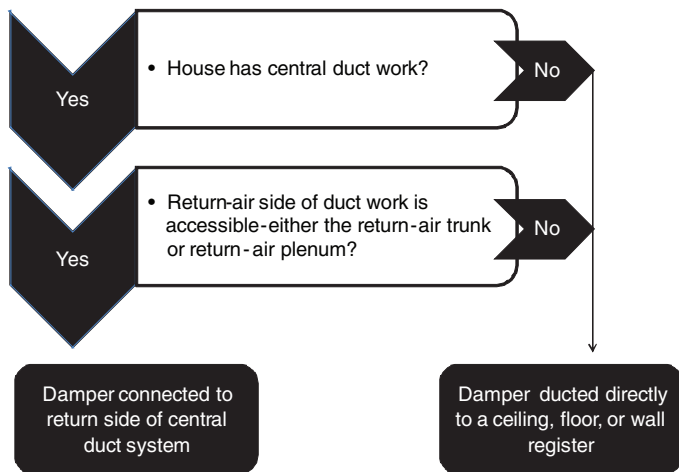 Yes
• House has central duct work?
No
Yes
• Return-air side of duct work is
accessible-either the return-air trunk
or return-air plenum?
No
Damper connected to
return side of central
duct system
Damper ducted directly
to a ceiling, floor, or wall
register